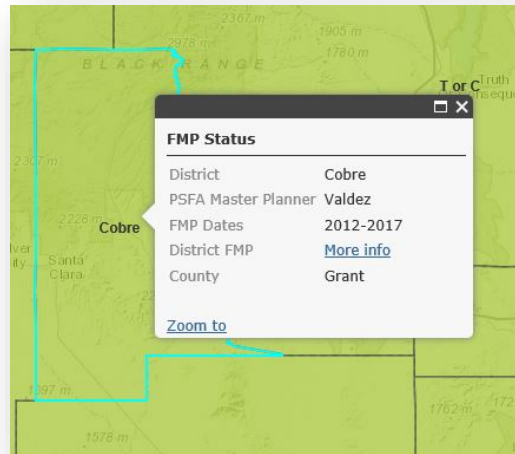 2367 m
1905 m
2978 m
1780 m
BLACK RANGE
T or C
Truth
FMP Status
District Cobre
PSFA Master Planner Valdez
FMP Dates 2012-2017
District FMP More info
County Grant
Zoom to
2307 m
2226 m
Cobre
Santa
Clara
1397 m
1578 m
1762 m